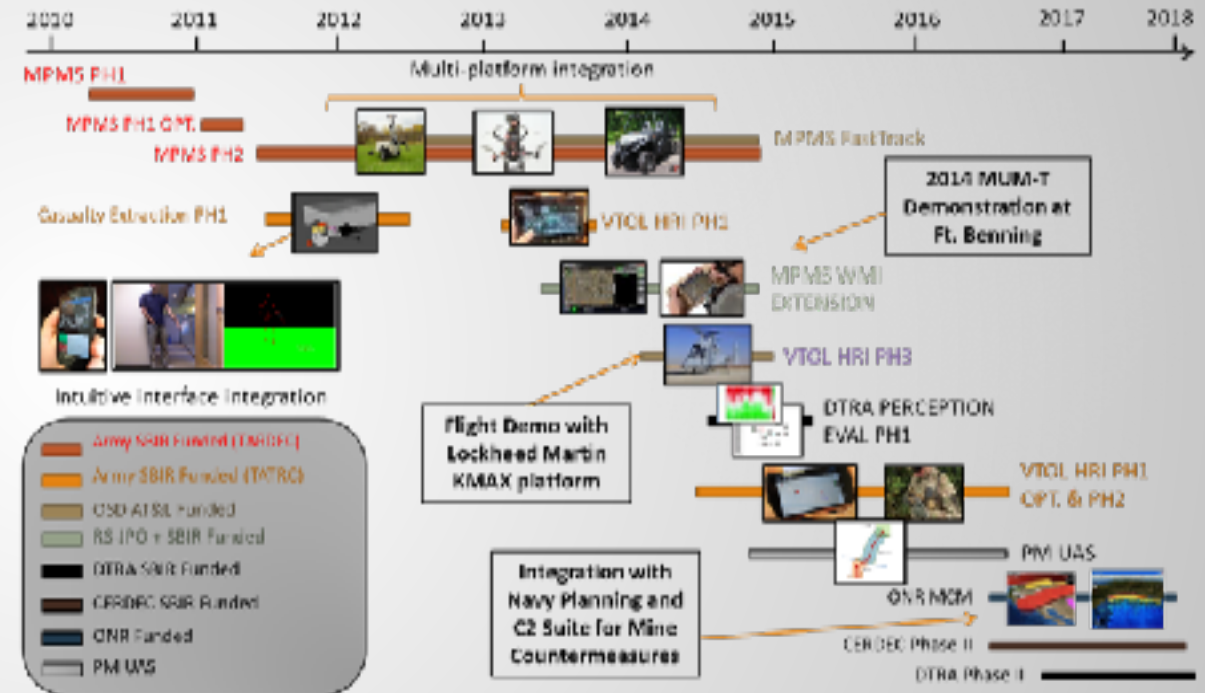 2010 2011 2012 2013 2014 2015 2016 2017 2018
MPMS PH1
Multi-platform integration
MPMS PH1 OPT.
MPMS PH2
MPMS FastTrack
2014 MUM-T
Demonstration at
Ft. Benning
Casualty Extraction PH1
VTOL HRI PH1
MPMS WMI
EXTENSION
VTOL HRI PH3
Intuitive interface integration
DTRA PERCEPTION
EVAL PH1
Flight Demo with
Lockheed Martin
KMAX platform
Army SBIR Funded (TARDEC)
Army SBIR Funded (TATRC)
OSD AT&L Funded
RS JPO + SBIR Funded
DTRA SBIR Funded
CERDEC SBIR Funded
ONR Funded
PM UAS
VTOL HRI PH1
OPT. & PH2
PM UAS
Integration with
Navy Planning and
C2 Suite for Mine
Countermeasures
ONR MCM
CERDEC Phase II
DTRA Phase II